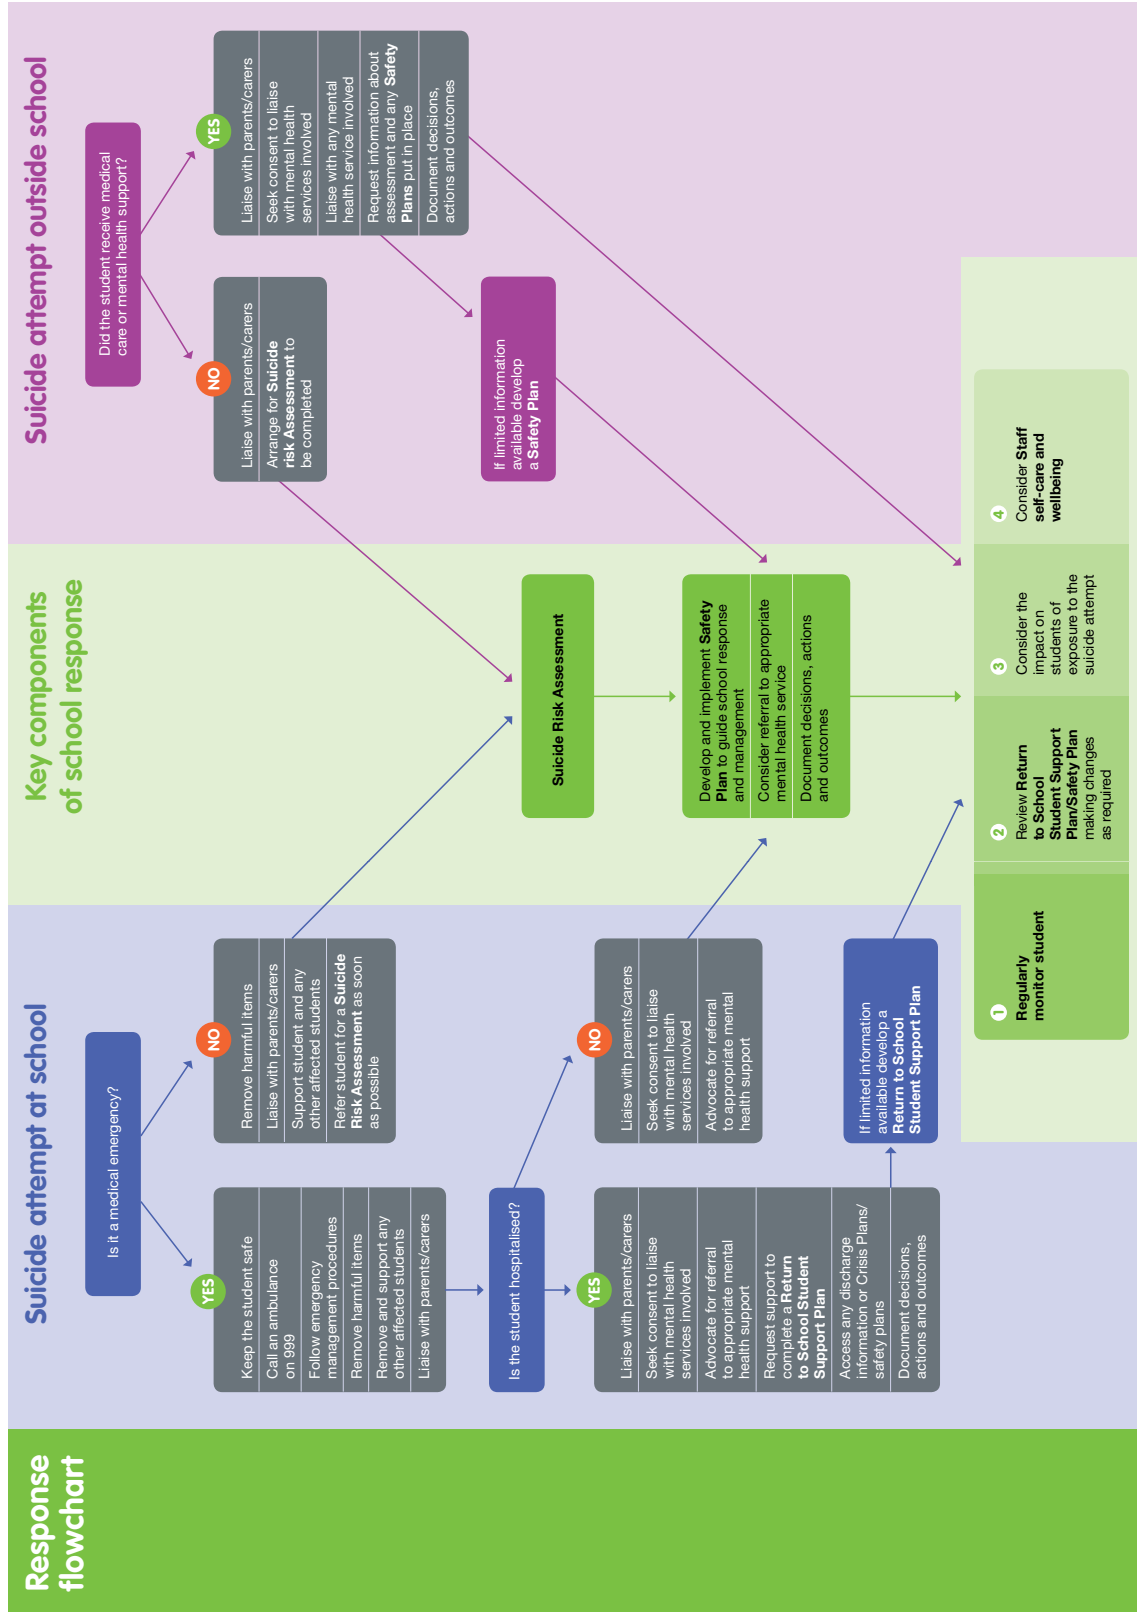 Response
flowchart
Suicide attempt at school
Is it a medical emergency?
YES
Keep the student safe
Call an ambulance
on 999
Follow emergency
management procedures
Remove harmful items
Remove and support any
other affected students
Liaise with parents/carers
NO
Remove harmful items
Liaise with parents/carers
Support student and any
other affected students
Refer student for a Suicide
Risk Assessment as soon
as possible
Is the student hospitalised?
YES
Liaise with parents/carers
Seek consent to liaise
with mental health
services involved
Advocate for referral
to appropriate mental
health support
Request support to
complete a Return
to School Student
Support Plan
Access any discharge
information or Crisis Plans/
safety plans
Document decisions,
actions and outcomes
NO
Liaise with parents/carers
Seek consent to liaise
with mental health
services involved
Advocate for referral
to appropriate mental
health support
If limited information
available develop a
Return to School
Student Support Plan
Key components
of school response
Suicide Risk Assessment
Develop and implement Safety
Plan to guide school response
and management
Consider referral to appropriate
mental health service
Document decisions, actions
and outcomes
Suicide attempt outside school
Did the student receive medical
care or mental health support?
NO
Liaise with parents/carers
Arrange for Suicide
risk Assessment to
be completed
YES
Liaise with parents/carers
Seek consent to liaise
with mental health
services involved
Liaise with any mental
health service involved
Request information about
assessment and any Safety
Plans put in place
Document decisions,
actions and outcomes
If limited information
available develop
a Safety Plan
1
Regularly
monitor student
2
Review Return
to School
Student Support
Plan/Safety Plan
making changes
as required
3
Consider the
impact on
students of
exposure to the
suicide attempt
4
Consider Staff
self-care and
wellbeing